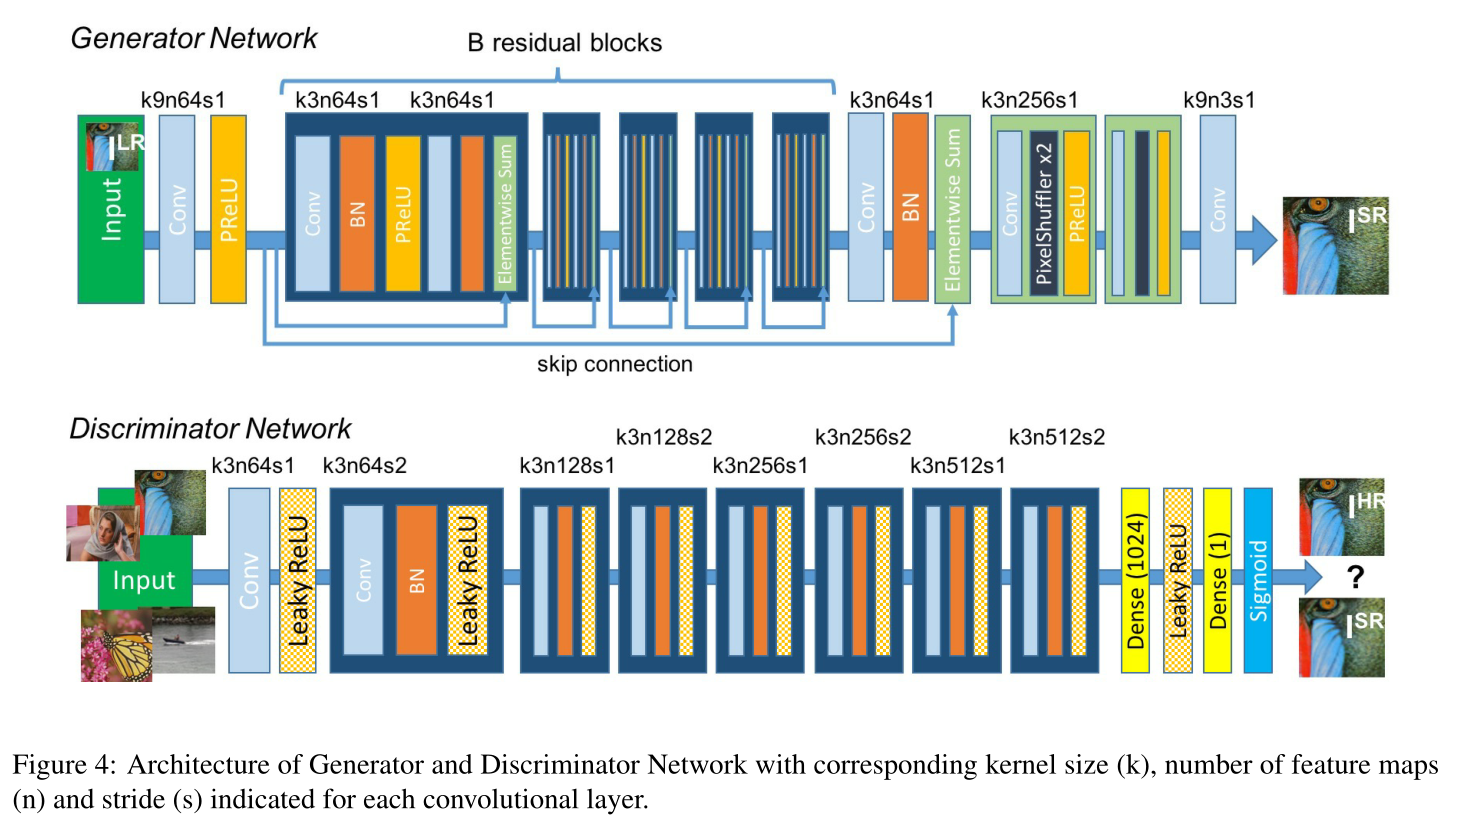 Generator Network
B residual blocks
k9n64s1
k3n64s1
k3n64s1
k3n64s1
k3n256s1
k9n3s1
Input
I^LR
Conv
PReLU
Conv
BN
PReLU
Elementwise Sum
Conv
BN
Elementwise Sum
Conv
PixelShuffler x2
PReLU
Conv
I^SR
skip connection
Discriminator Network
k3n64s1
k3n64s2
k3n128s1
k3n128s2
k3n256s1
k3n256s2
k3n512s1
k3n512s2
Input
Conv
Leaky ReLU
Conv
BN
Leaky ReLU
Dense (1024)
Leaky ReLU
Dense (1)
Sigmoid
I^HR
?
I^SR
Figure 4: Architecture of Generator and Discriminator Network with corresponding kernel size (k), number of feature maps
(n) and stride (s) indicated for each convolutional layer.